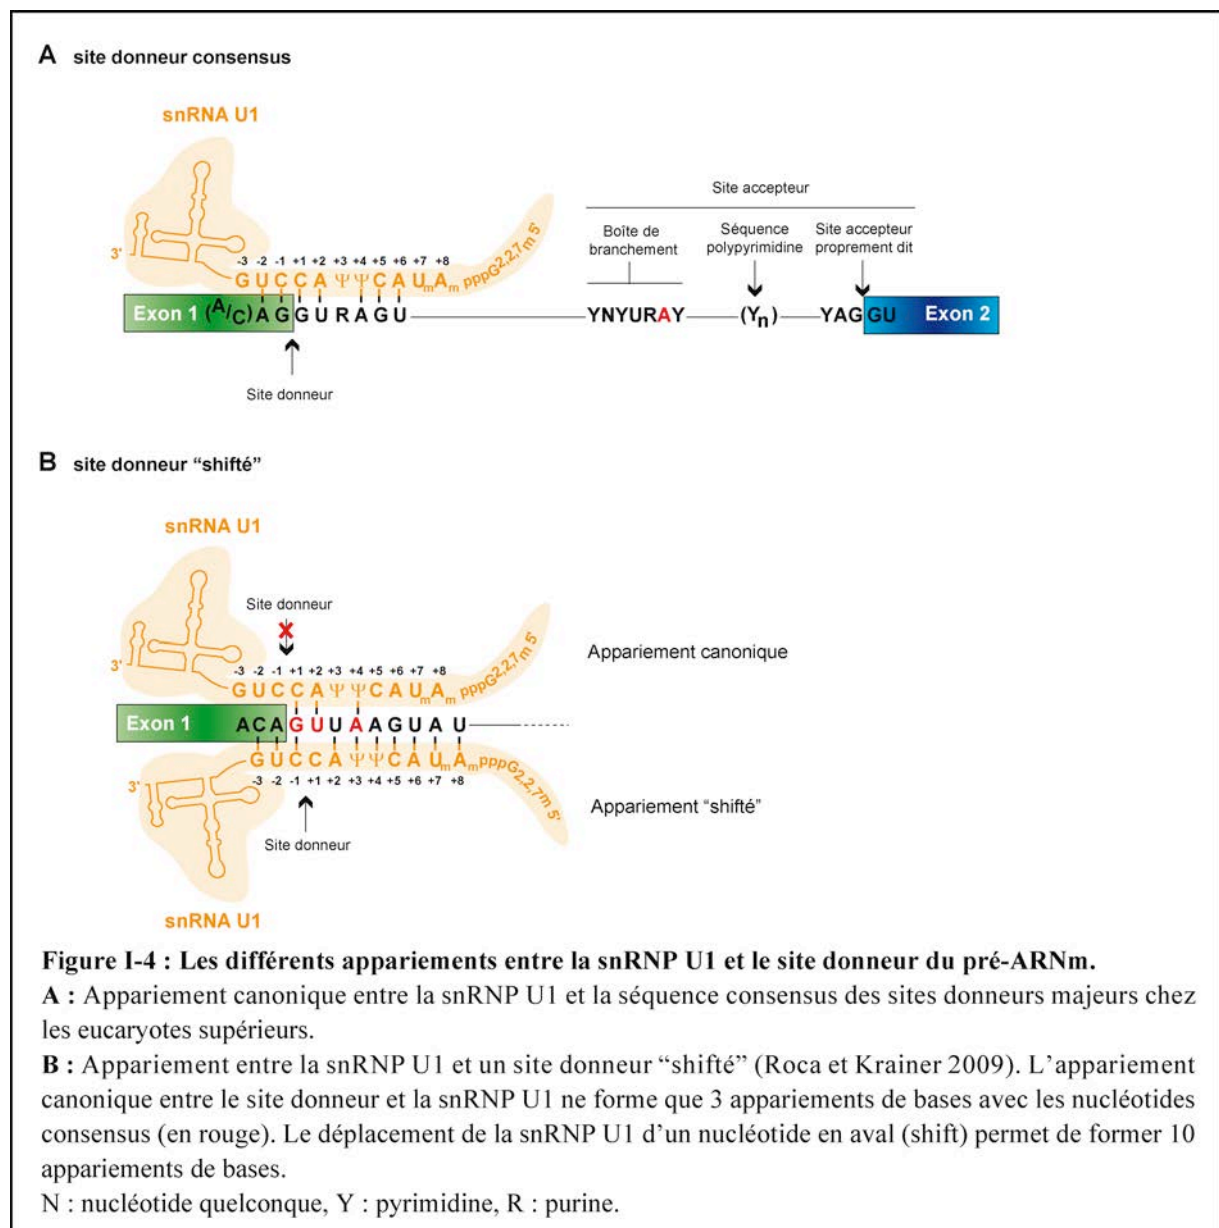 A site donneur consensus
snRNA U1
Site accepteur
Boîte de branchement
Séquence polypyrimidine
Site accepteur proprement dit
3'
-3 -2 -1 +1 +2 +3 +4 +5 +6 +7 +8
G U C C A Ψ Ψ C A UmAm pppG2,2,7m 5'
Exon 1 (A/C) A G G U R A G U
YNYURAY (Yn) YAG GU Exon 2
Site donneur
B site donneur “shifté”
snRNA U1
Site donneur
3'
-3 -2 -1 +1 +2 +3 +4 +5 +6 +7 +8
Appariement canonique
G U C C A Ψ Ψ C A UmAm pppG2,2,7m 5'
Exon 1 A C A G U U A A G U A U
G U C C A Ψ Ψ C A UmAm pppG2,2,7m 5'
3'
-3 -2 -1 +1 +2 +3 +4 +5 +6 +7 +8
Appariement “shifté”
Site donneur
snRNA U1
Figure I-4 : Les différents appariements entre la snRNP U1 et le site donneur du pré-ARNm.
A : Appariement canonique entre la snRNP U1 et la séquence consensus des sites donneurs majeurs chez
les eucaryotes supérieurs.
B : Appariement entre la snRNP U1 et un site donneur “shifté” (Roca et Krainer 2009). L’appariement
canonique entre le site donneur et la snRNP U1 ne forme que 3 appariements de bases avec les nucléotides
consensus (en rouge). Le déplacement de la snRNP U1 d’un nucléotide en aval (shift) permet de former 10
appariements de bases.
N : nucléotide quelconque, Y : pyrimidine, R : purine.